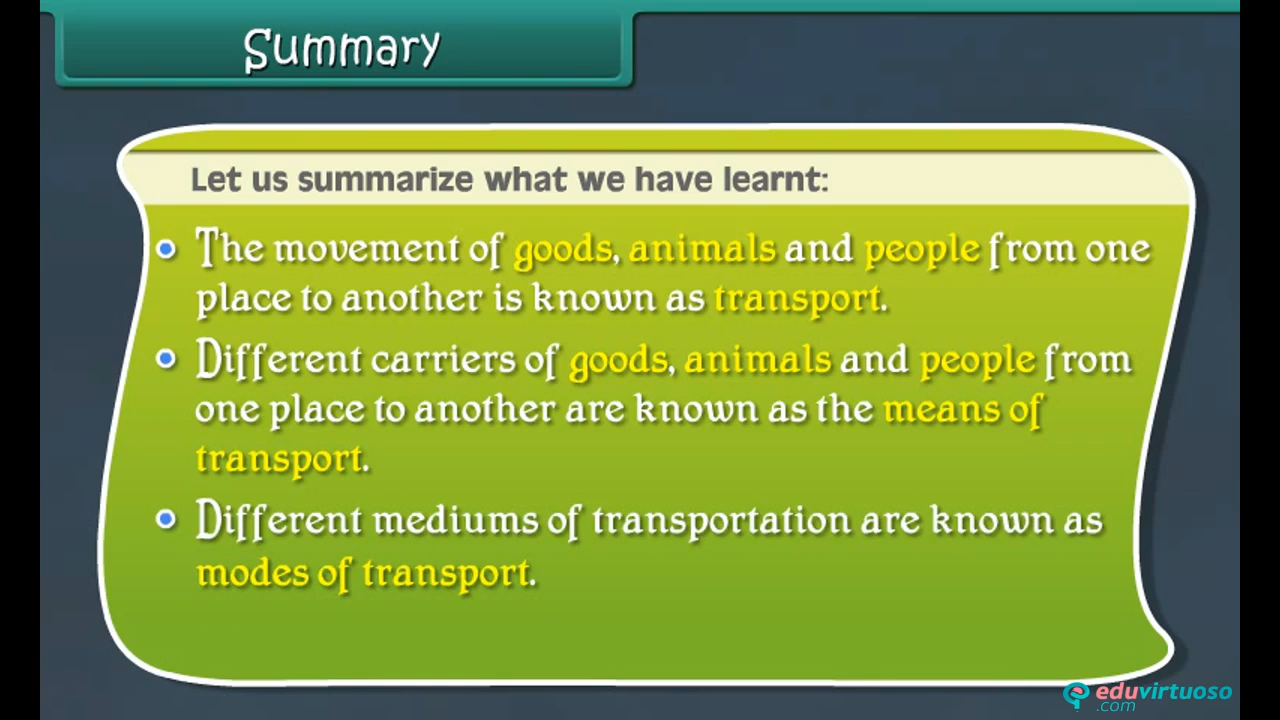 Summary
Let us summarize what we have learnt:
The movement of goods, animals and people from one
place to another is known as transport.
Different carriers of goods, animals and people from
one place to another are known as the means of
transport.
Different mediums of transportation are known as
modes of transport.
eduvirtuoso
.com